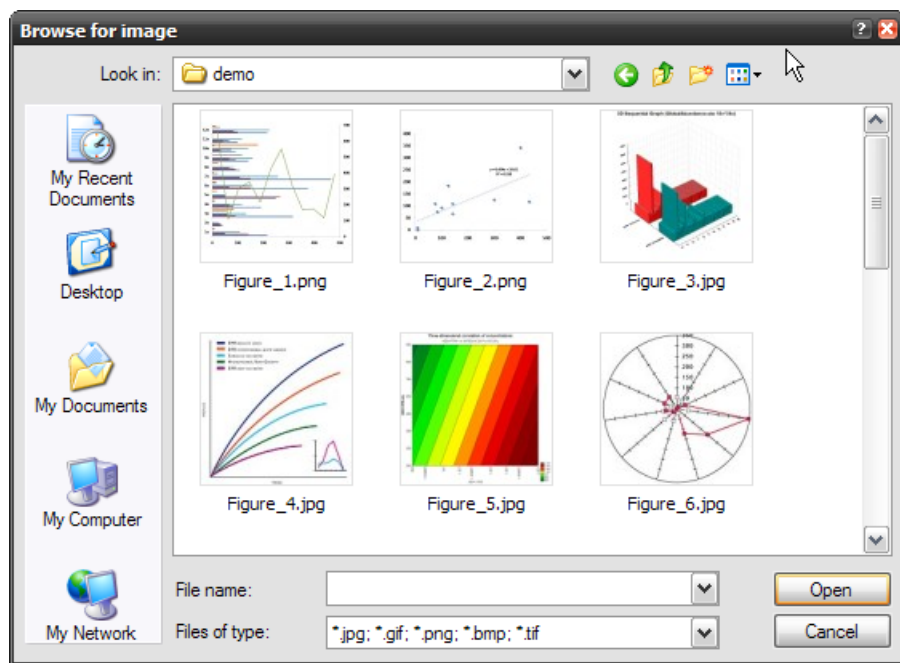 Browse for image
Look in:
demo
My Recent
Documents
Desktop
My Documents
My Computer
My Network
Figure_1.png
Figure_2.png
Figure_3.jpg
Figure_4.jpg
Figure_5.jpg
Figure_6.jpg
File name:
Open
Files of type:
*.jpg; *.gif; *.png; *.bmp; *.tif
Cancel